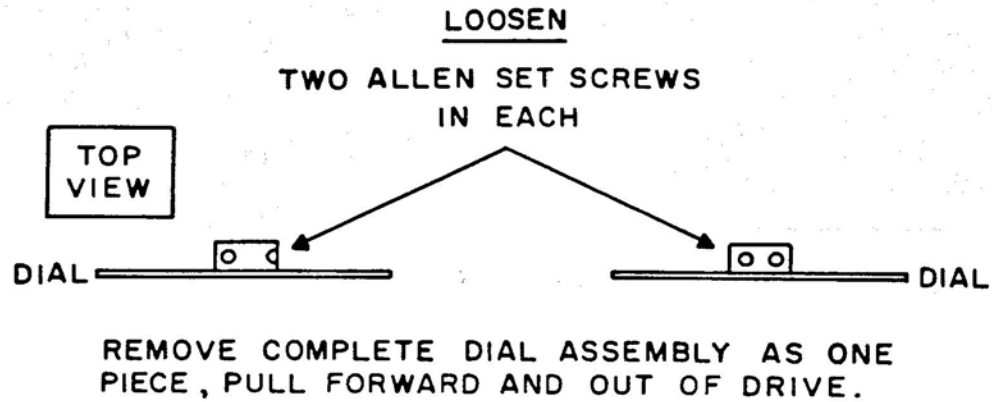 LOOSEN
TWO ALLEN SET SCREWS
IN EACH
TOP
VIEW
DIAL
DIAL
REMOVE COMPLETE DIAL ASSEMBLY AS ONE
PIECE, PULL FORWARD AND OUT OF DRIVE.